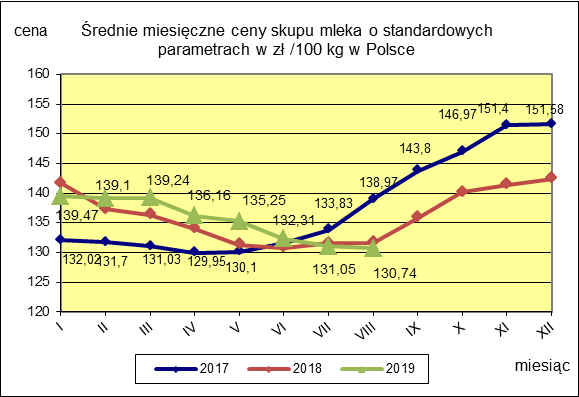 cena
Średnie miesięczne ceny skupu mleka o standardowych
parametrach w zł /100 kg w Polsce
160
155
150
145
140
135
130
125
120
151,4
151,58
146,97
143,8
139,1
139,24
138,97
136,16
135,25
133,83
139,47
132,31
132,02
131,7
131,03
129,95
130,1
131,05
130,74
I
II
III
IV
V
VI
VII
VIII
IX
X
XI
XII
miesiąc
2017
2018
2019